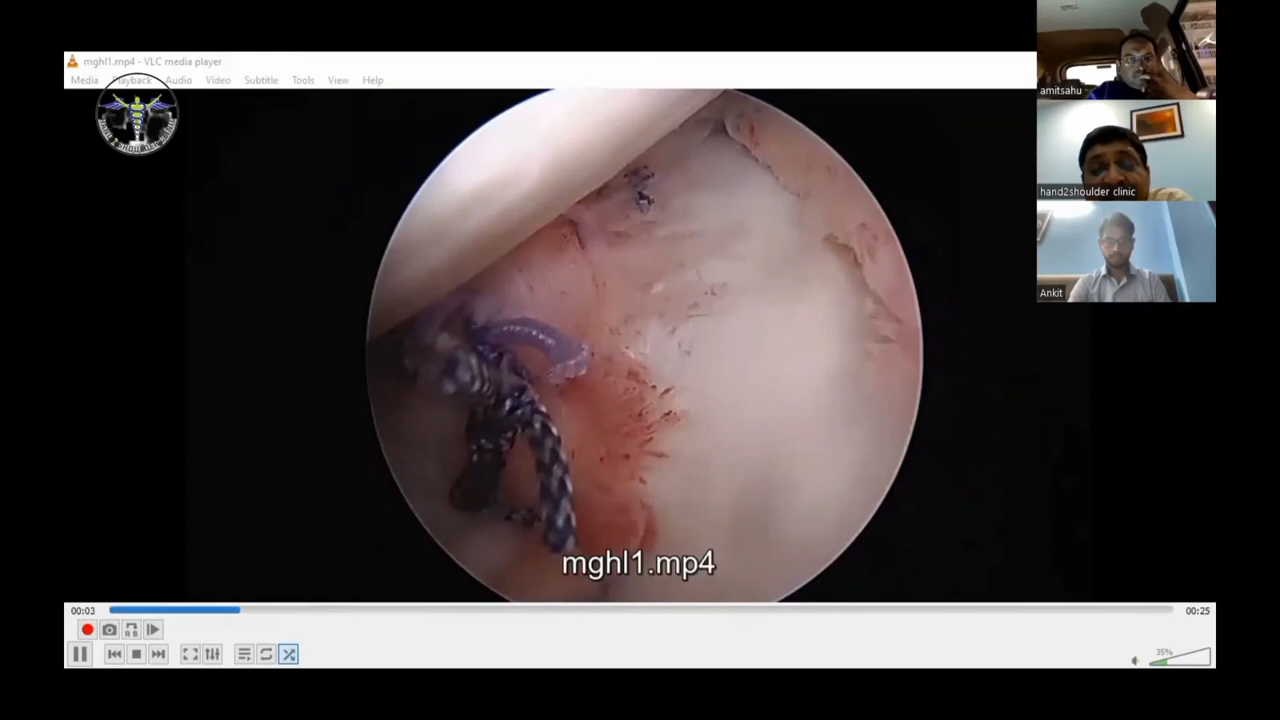 mghl1.mp4 - VLC media player
Media Playback Audio Video Subtitle Tools View Help
amitsahu
hand2shoulder clinic
Ankit
mghl1.mp4
00:03
00:25
35%